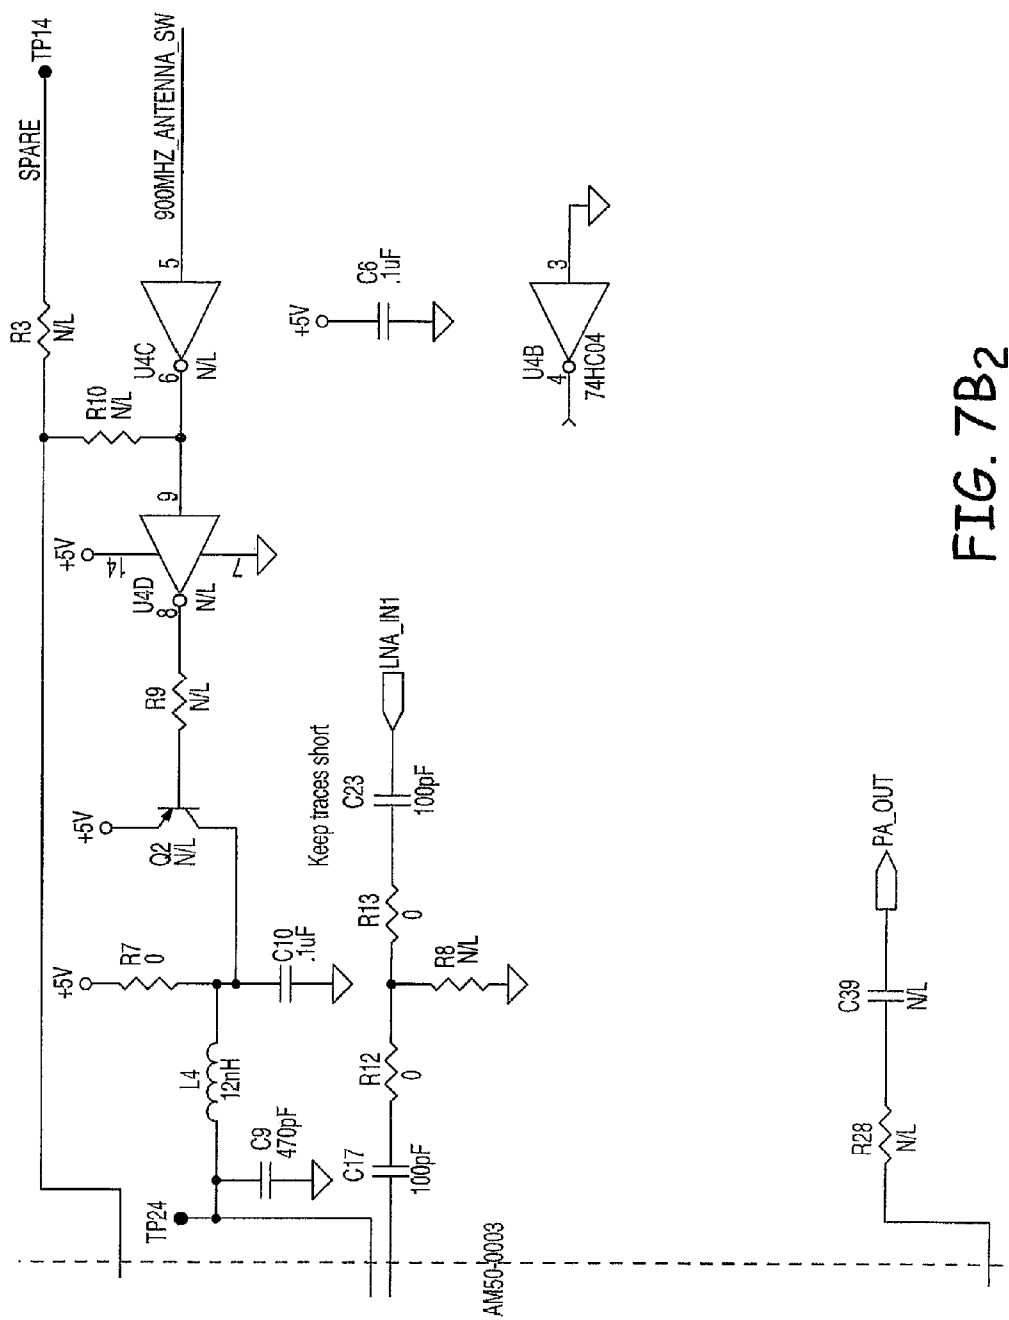 TP14
SPARE
R3
N/L
900MHZ_ANTENNA_SW
5
U4C
6
N/L
R10
N/L
9
+5V
14
7
U4D
8
N/L
R9
N/L
+5V
Q2
N/L
+5V
R7
0
C10
.1uF
L4
12nH
C9
470pF
TP24
+5V
C6
.1uF
3
U4B
4
74HC04
LNA_IN1
Keep traces short
C23
100pF
R13
0
R8
N/L
R12
0
C17
100pF
AM50-0003
PA_OUT
C39
N/L
R28
N/L
FIG. 7B2